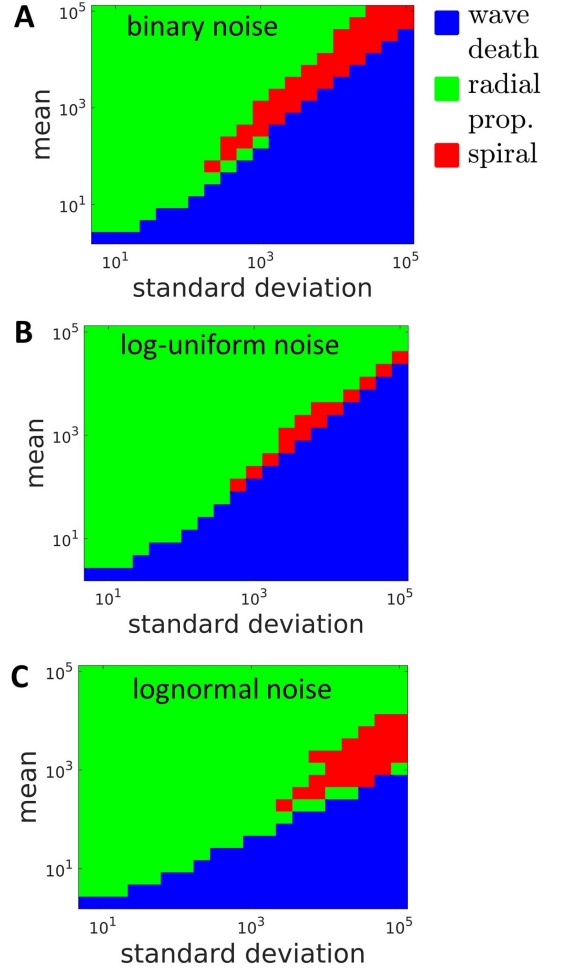 A
binary noise
wave
death
radial
prop.
spiral
mean
10^5
10^3
10^1
10^1 10^3 10^5
standard deviation
B
log-uniform noise
mean
10^5
10^3
10^1
10^1 10^3 10^5
standard deviation
C
lognormal noise
mean
10^5
10^3
10^1
10^1 10^3 10^5
standard deviation